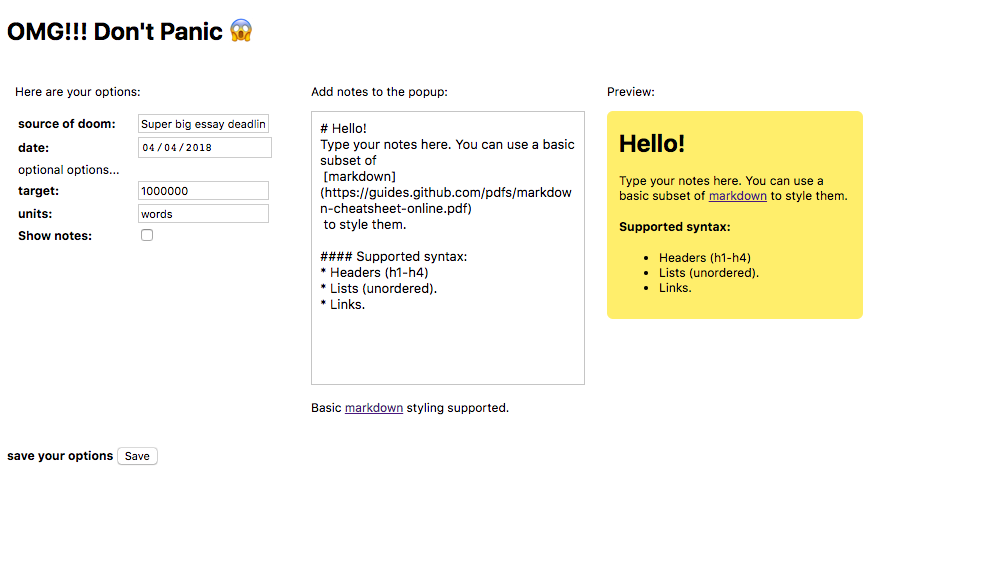 OMG!!! Don't Panic 😱
Here are your options:
source of doom: Super big essay deadlin
date: 04/04/2018
optional options...
target: 1000000
units: words
Show notes:
Add notes to the popup:
# Hello!
Type your notes here. You can use a basic
subset of
[markdown]
(https://guides.github.com/pdfs/markdow
n-cheatsheet-online.pdf)
to style them.
#### Supported syntax:
* Headers (h1-h4)
* Lists (unordered).
* Links.
Basic markdown styling supported.
Preview:
Hello!
Type your notes here. You can use a
basic subset of markdown to style them.
Supported syntax:
• Headers (h1-h4)
• Lists (unordered).
• Links.
save your options Save